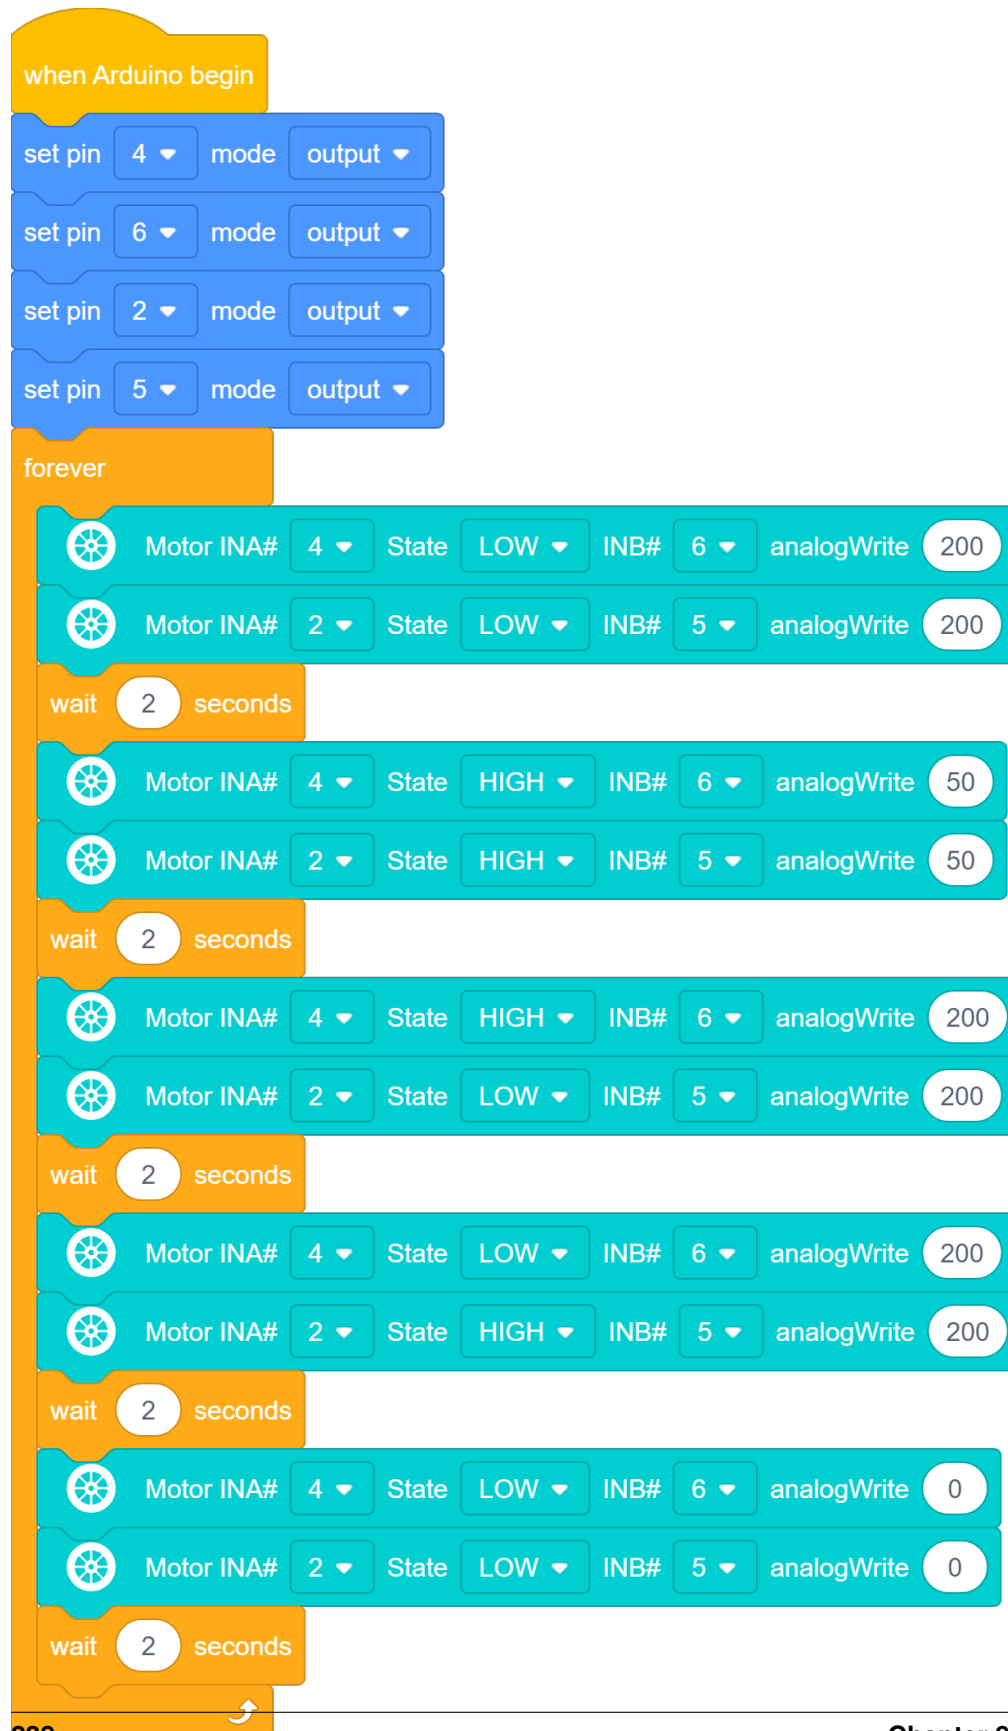 when Arduino begin
set pin 4 mode output
set pin 6 mode output
set pin 2 mode output
set pin 5 mode output
forever
Motor INA# 4 State LOW INB# 6 analogWrite 200
Motor INA# 2 State LOW INB# 5 analogWrite 200
wait 2 seconds
Motor INA# 4 State HIGH INB# 6 analogWrite 50
Motor INA# 2 State HIGH INB# 5 analogWrite 50
wait 2 seconds
Motor INA# 4 State HIGH INB# 6 analogWrite 200
Motor INA# 2 State LOW INB# 5 analogWrite 200
wait 2 seconds
Motor INA# 4 State LOW INB# 6 analogWrite 200
Motor INA# 2 State HIGH INB# 5 analogWrite 200
wait 2 seconds
Motor INA# 4 State LOW INB# 6 analogWrite 0
Motor INA# 2 State LOW INB# 5 analogWrite 0
wait 2 seconds
Chapter